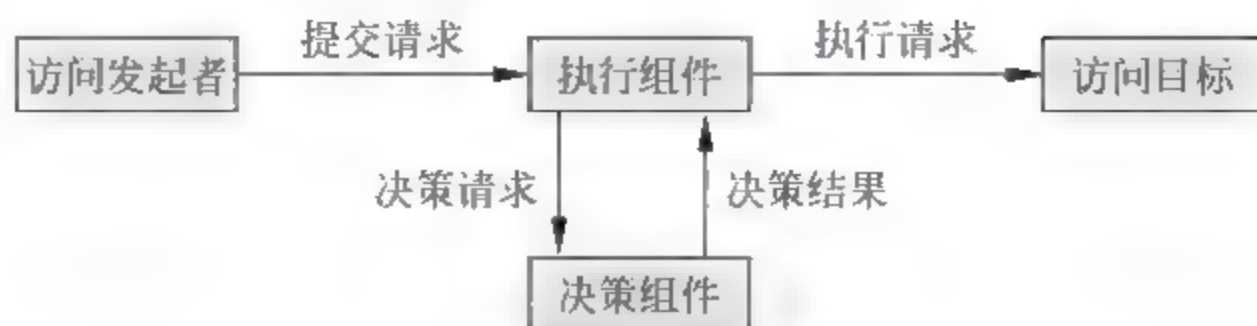 提交请求
执行请求
访问发起者
执行组件
访问目标
决策请求
决策结果
决策组件